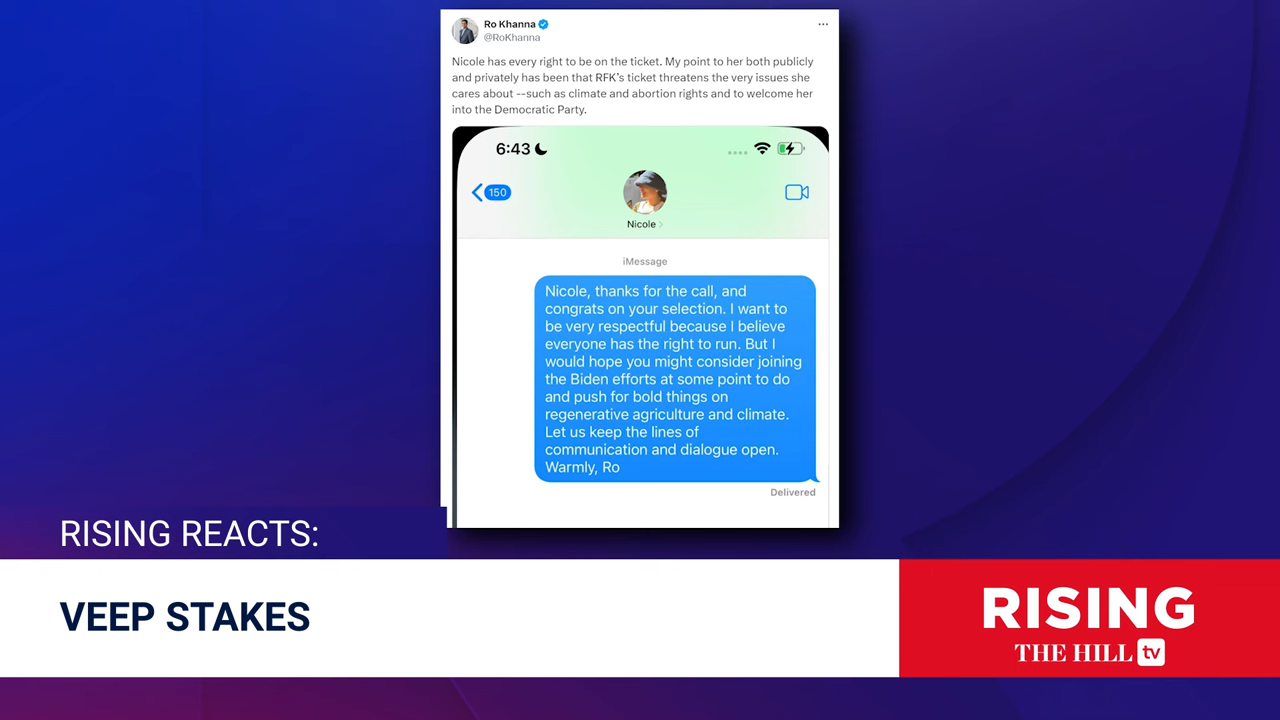 Ro Khanna
@RoKhanna
Nicole has every right to be on the ticket. My point to her both publicly
and privately has been that RFK's ticket threatens the very issues she
cares about --such as climate and abortion rights and to welcome her
into the Democratic Party.
6:43
150
Nicole
iMessage
Nicole, thanks for the call, and
congrats on your selection. I want to
be very respectful because I believe
everyone has the right to run. But I
would hope you might consider joining
the Biden efforts at some point to do
and push for bold things on
regenerative agriculture and climate.
Let us keep the lines of
communication and dialogue open.
Warmly, Ro
Delivered
RISING REACTS:
VEEP STAKES
RISING
THE HILL tv